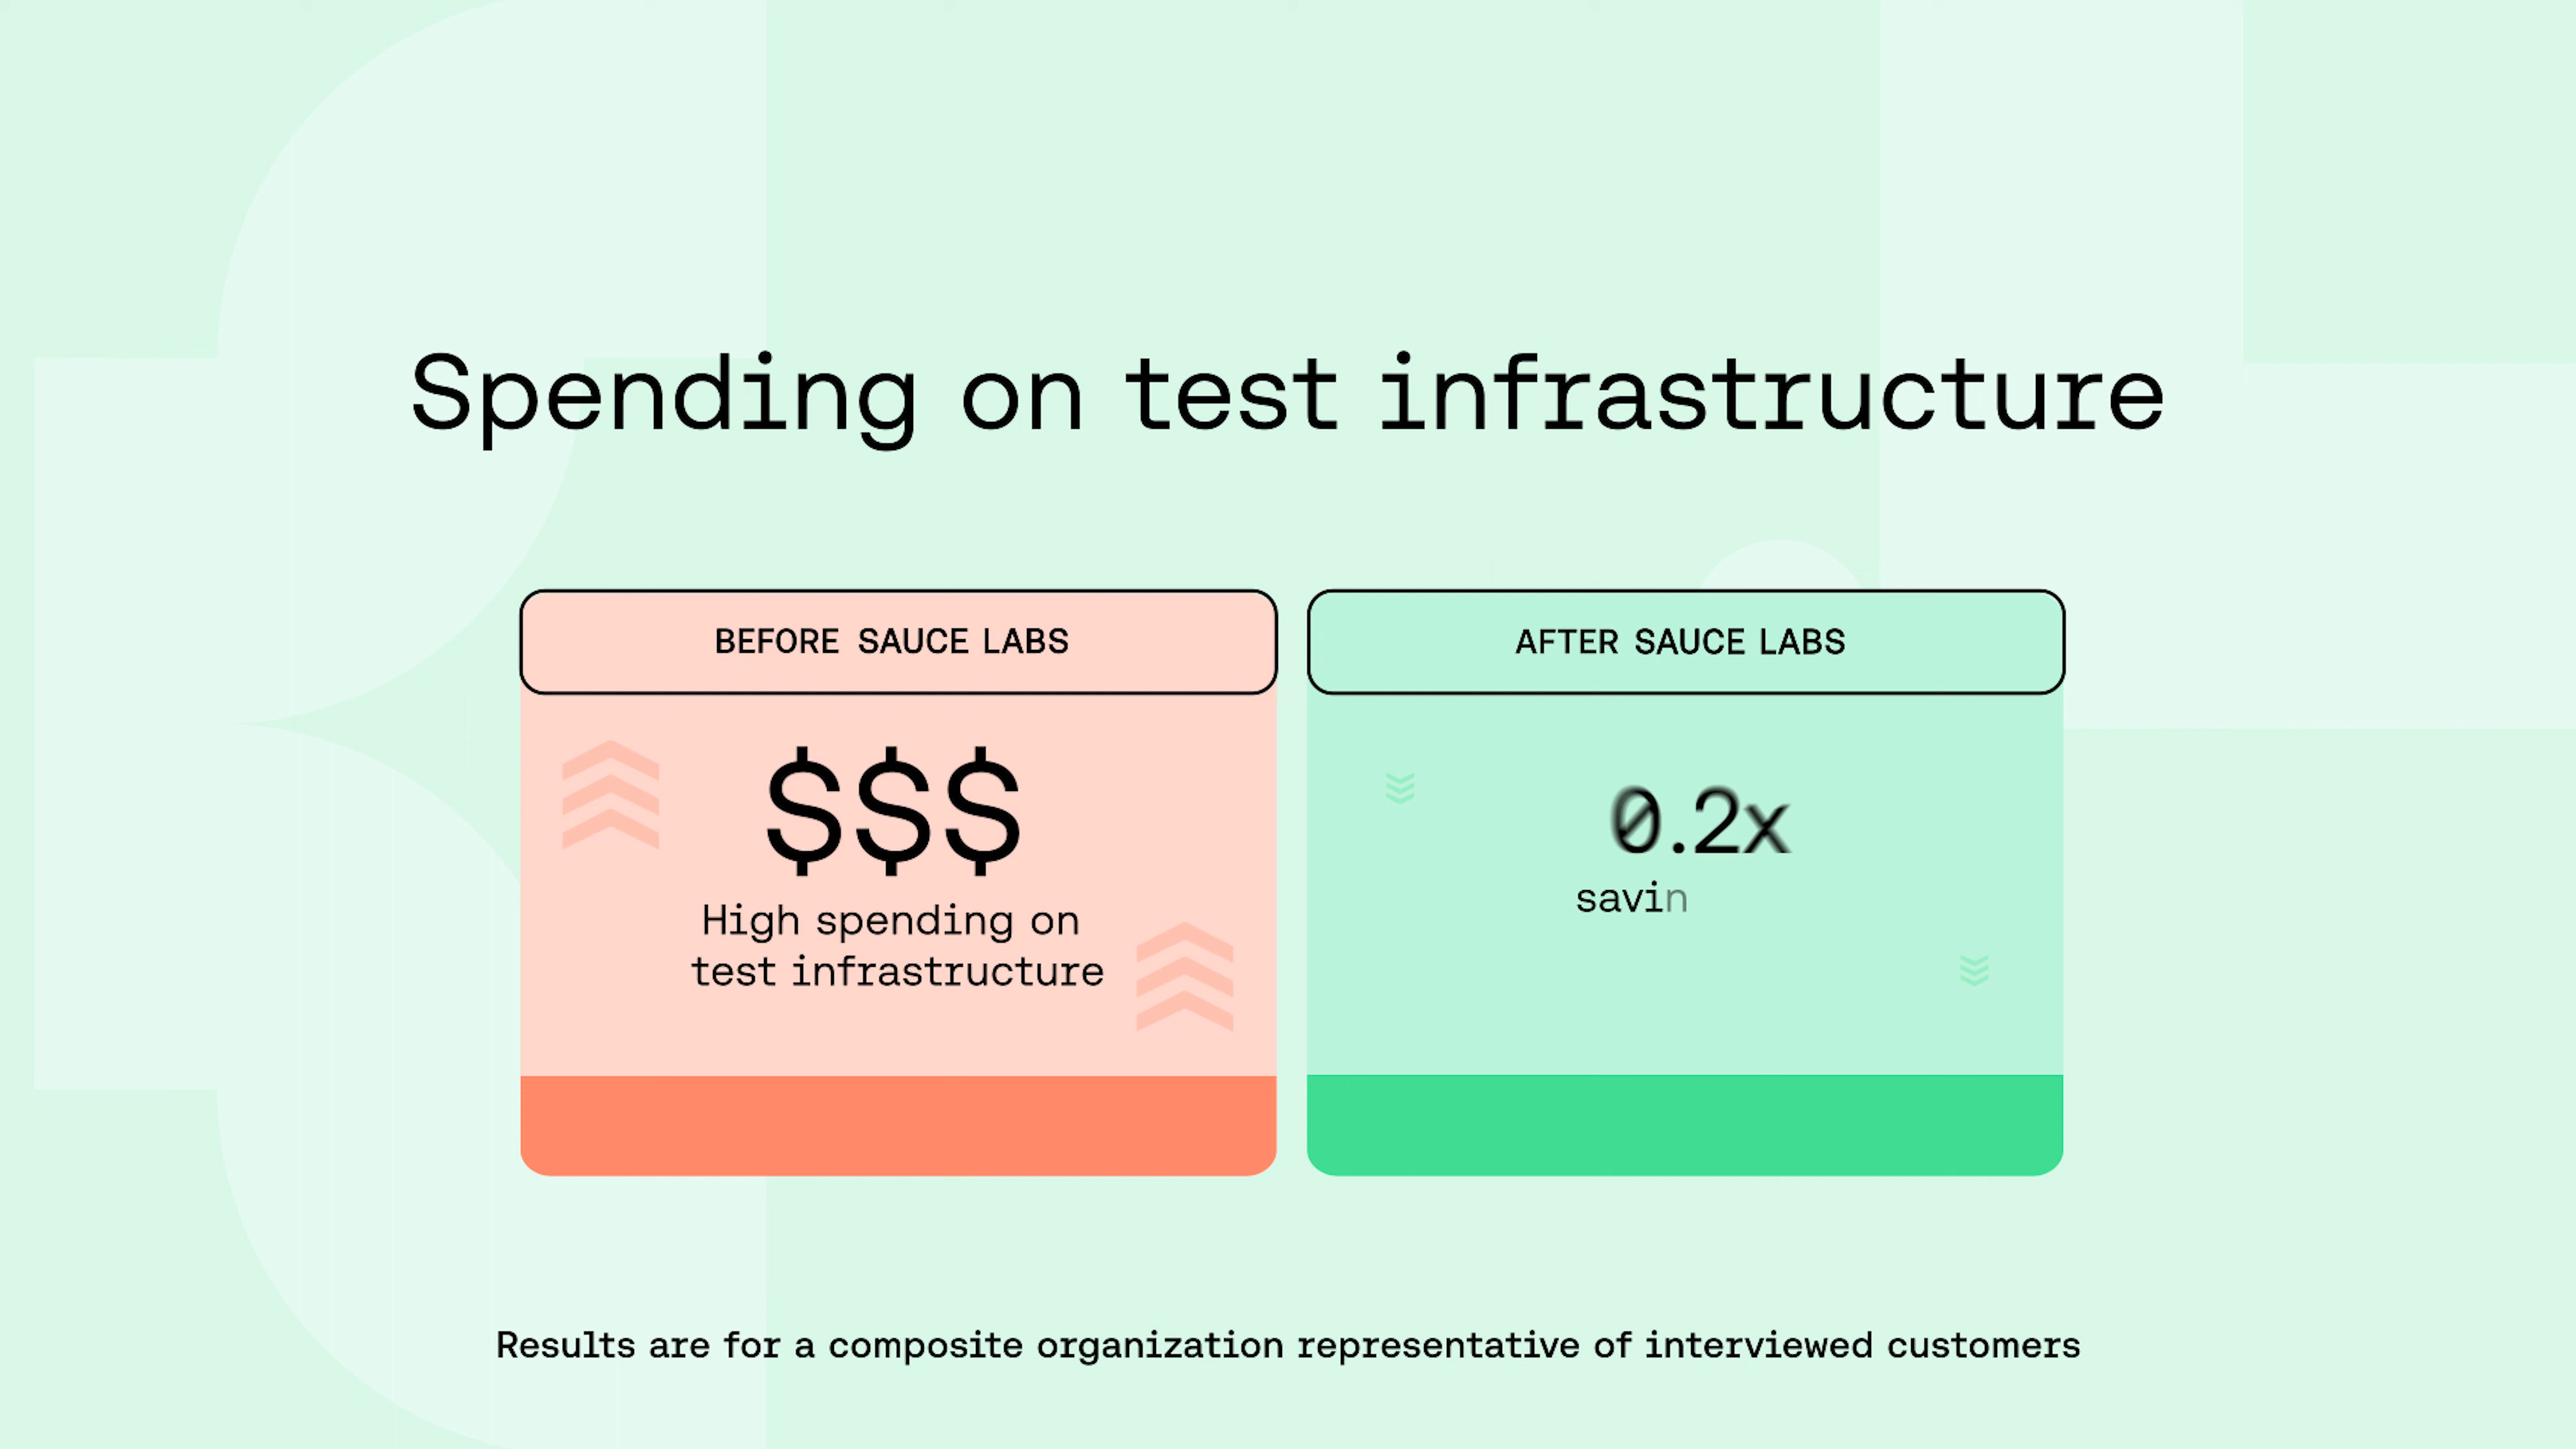 Spending on test infrastructure
BEFORE SAUCE LABS
$$$
High spending on
test infrastructure
AFTER SAUCE LABS
0.2x
savin
Results are for a composite organization representative of interviewed customers